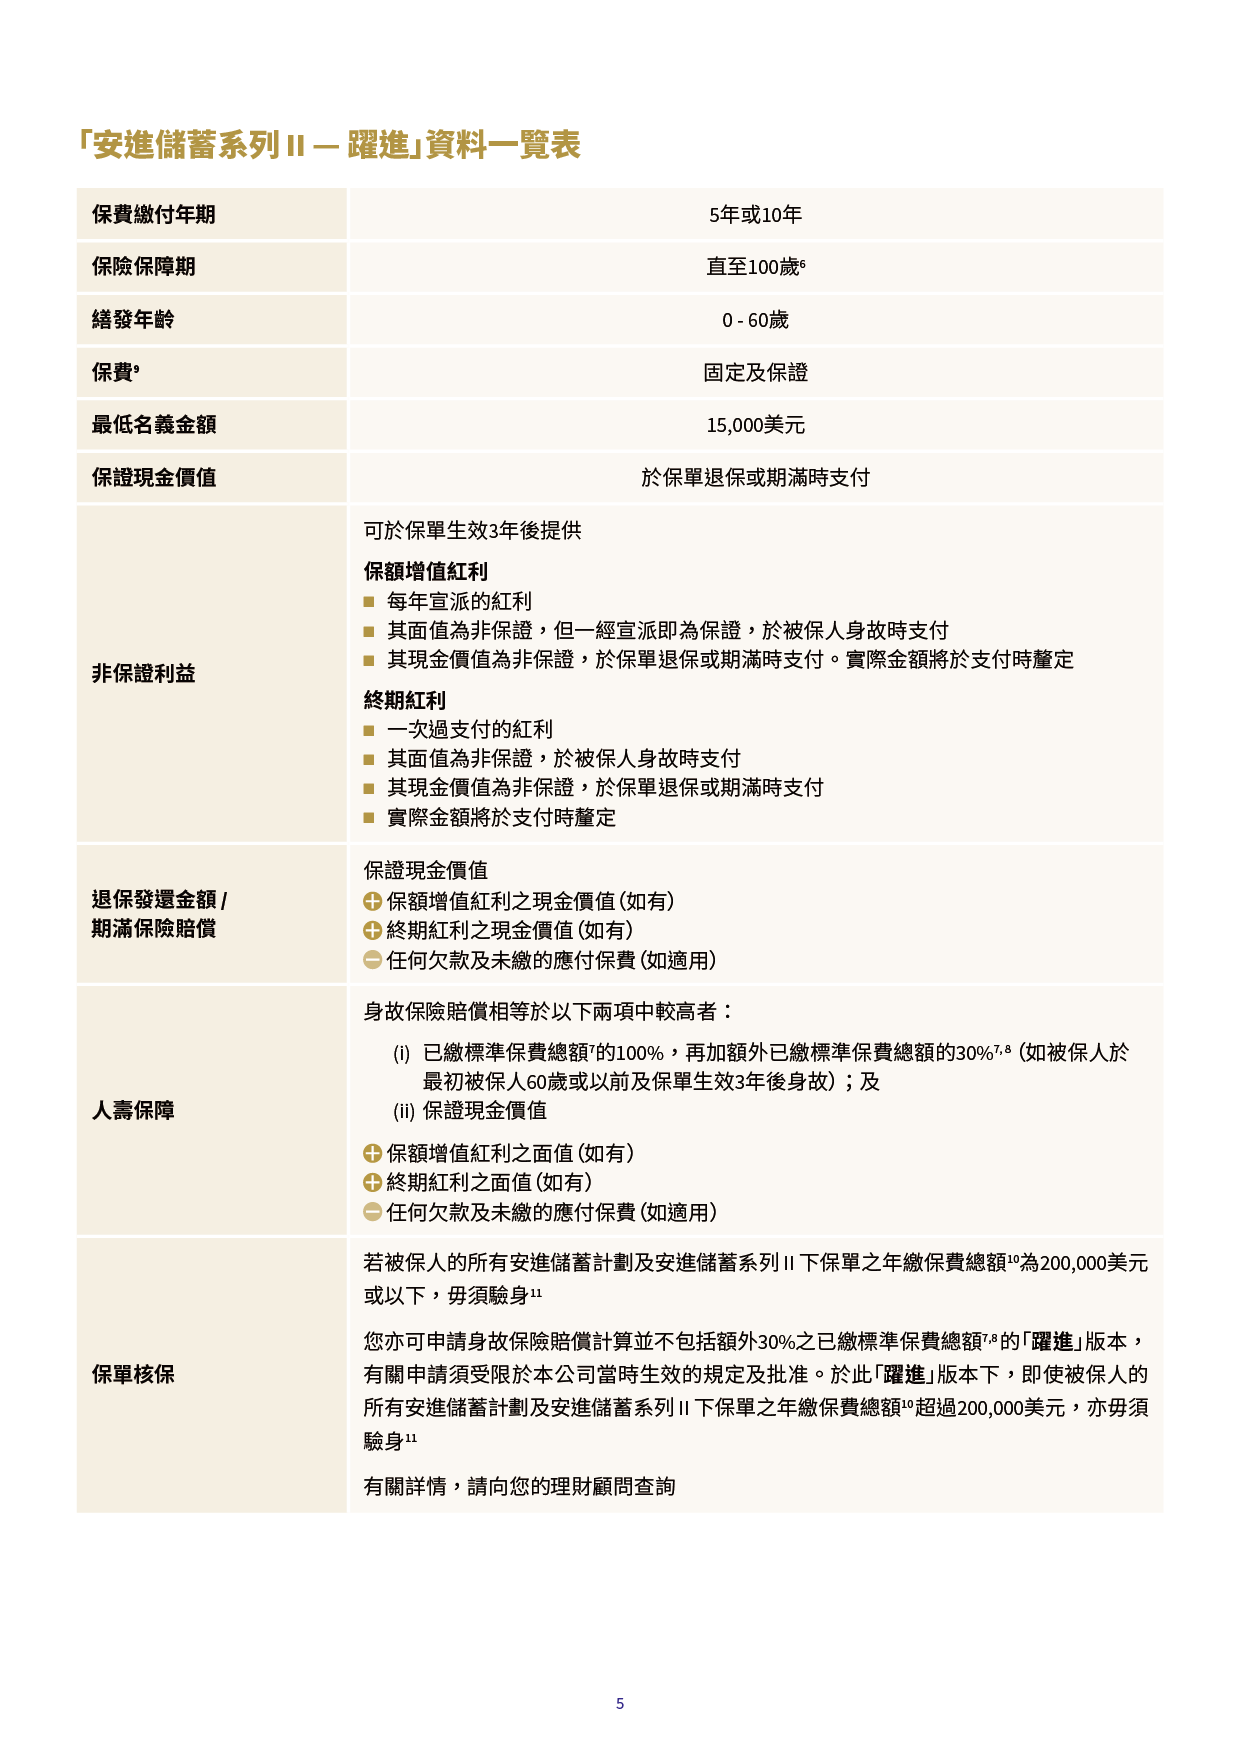 「安進儲蓄系列 II — 躍進」資料一覽表
保費繳付年期
5年或10年
保險保障期
直至100歲⁶
繕發年齡
0 - 60歲
保費⁹
固定及保證
最低名義金額
15,000美元
保證現金價值
於保單退保或期滿時支付
非保證利益
可於保單生效3年後提供
保額增值紅利
■ 每年宣派的紅利
■ 其面值為非保證，但一經宣派即為保證，於被保人身故時支付
■ 其現金價值為非保證，於保單退保或期滿時支付。實際金額將於支付時釐定
終期紅利
■ 一次過支付的紅利
■ 其面值為非保證，於被保人身故時支付
■ 其現金價值為非保證，於保單退保或期滿時支付
■ 實際金額將於支付時釐定
退保發還金額 /
期滿保險賠償
保證現金價值
⊕ 保額增值紅利之現金價值（如有）
⊕ 終期紅利之現金價值（如有）
⊖ 任何欠款及未繳的應付保費（如適用）
人壽保障
身故保險賠償相等於以下兩項中較高者：
(i) 已繳標準保費總額⁷的100%，再加額外已繳標準保費總額的30%⁷,⁸（如被保人於
最初被保人60歲或以前及保單生效3年後身故）；及
(ii) 保證現金價值
⊕ 保額增值紅利之面值（如有）
⊕ 終期紅利之面值（如有）
⊖ 任何欠款及未繳的應付保費（如適用）
保單核保
若被保人的所有安進儲蓄計劃及安進儲蓄系列 II 下保單之年繳保費總額¹⁰為200,000美元
或以下，毋須驗身¹¹
您亦可申請身故保險賠償計算並不包括額外30%之已繳標準保費總額⁷,⁸的「躍進」版本，
有關申請須受限於本公司當時生效的規定及批准。於此「躍進」版本下，即使被保人的
所有安進儲蓄計劃及安進儲蓄系列 II 下保單之年繳保費總額¹⁰超過200,000美元，亦毋須
驗身¹¹
有關詳情，請向您的理財顧問查詢
5